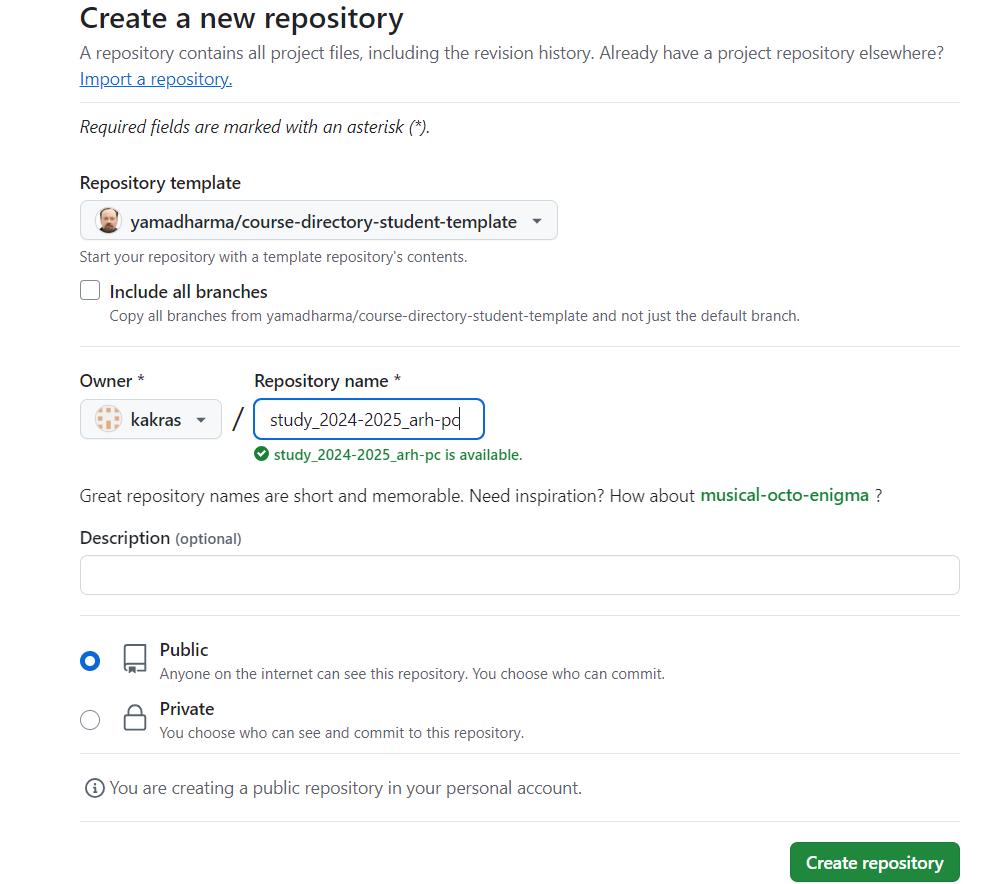 Create a new repository
A repository contains all project files, including the revision history. Already have a project repository elsewhere?
Import a repository.
Required fields are marked with an asterisk (*).
Repository template
yamadharma/course-directory-student-template
Start your repository with a template repository's contents.
Include all branches
Copy all branches from yamadharma/course-directory-student-template and not just the default branch.
Owner * Repository name *
kakras / study_2024-2025_arh-pc
study_2024-2025_arh-pc is available.
Great repository names are short and memorable. Need inspiration? How about musical-octo-enigma ?
Description (optional)
Public
Anyone on the internet can see this repository. You choose who can commit.
Private
You choose who can see and commit to this repository.
You are creating a public repository in your personal account.
Create repository